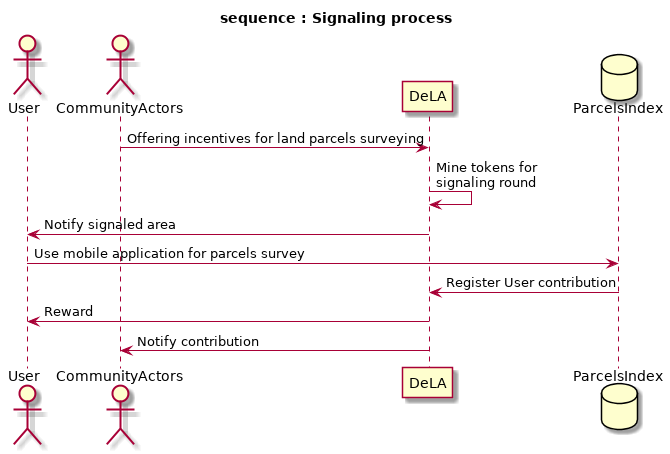 sequence : Signaling process
User
CommunityActors
DeLA
ParcelsIndex
Offering incentives for land parcels surveying
Mine tokens for
signaling round
Notify signaled area
Use mobile application for parcels survey
Register User contribution
Reward
Notify contribution
User
CommunityActors
DeLA
ParcelsIndex